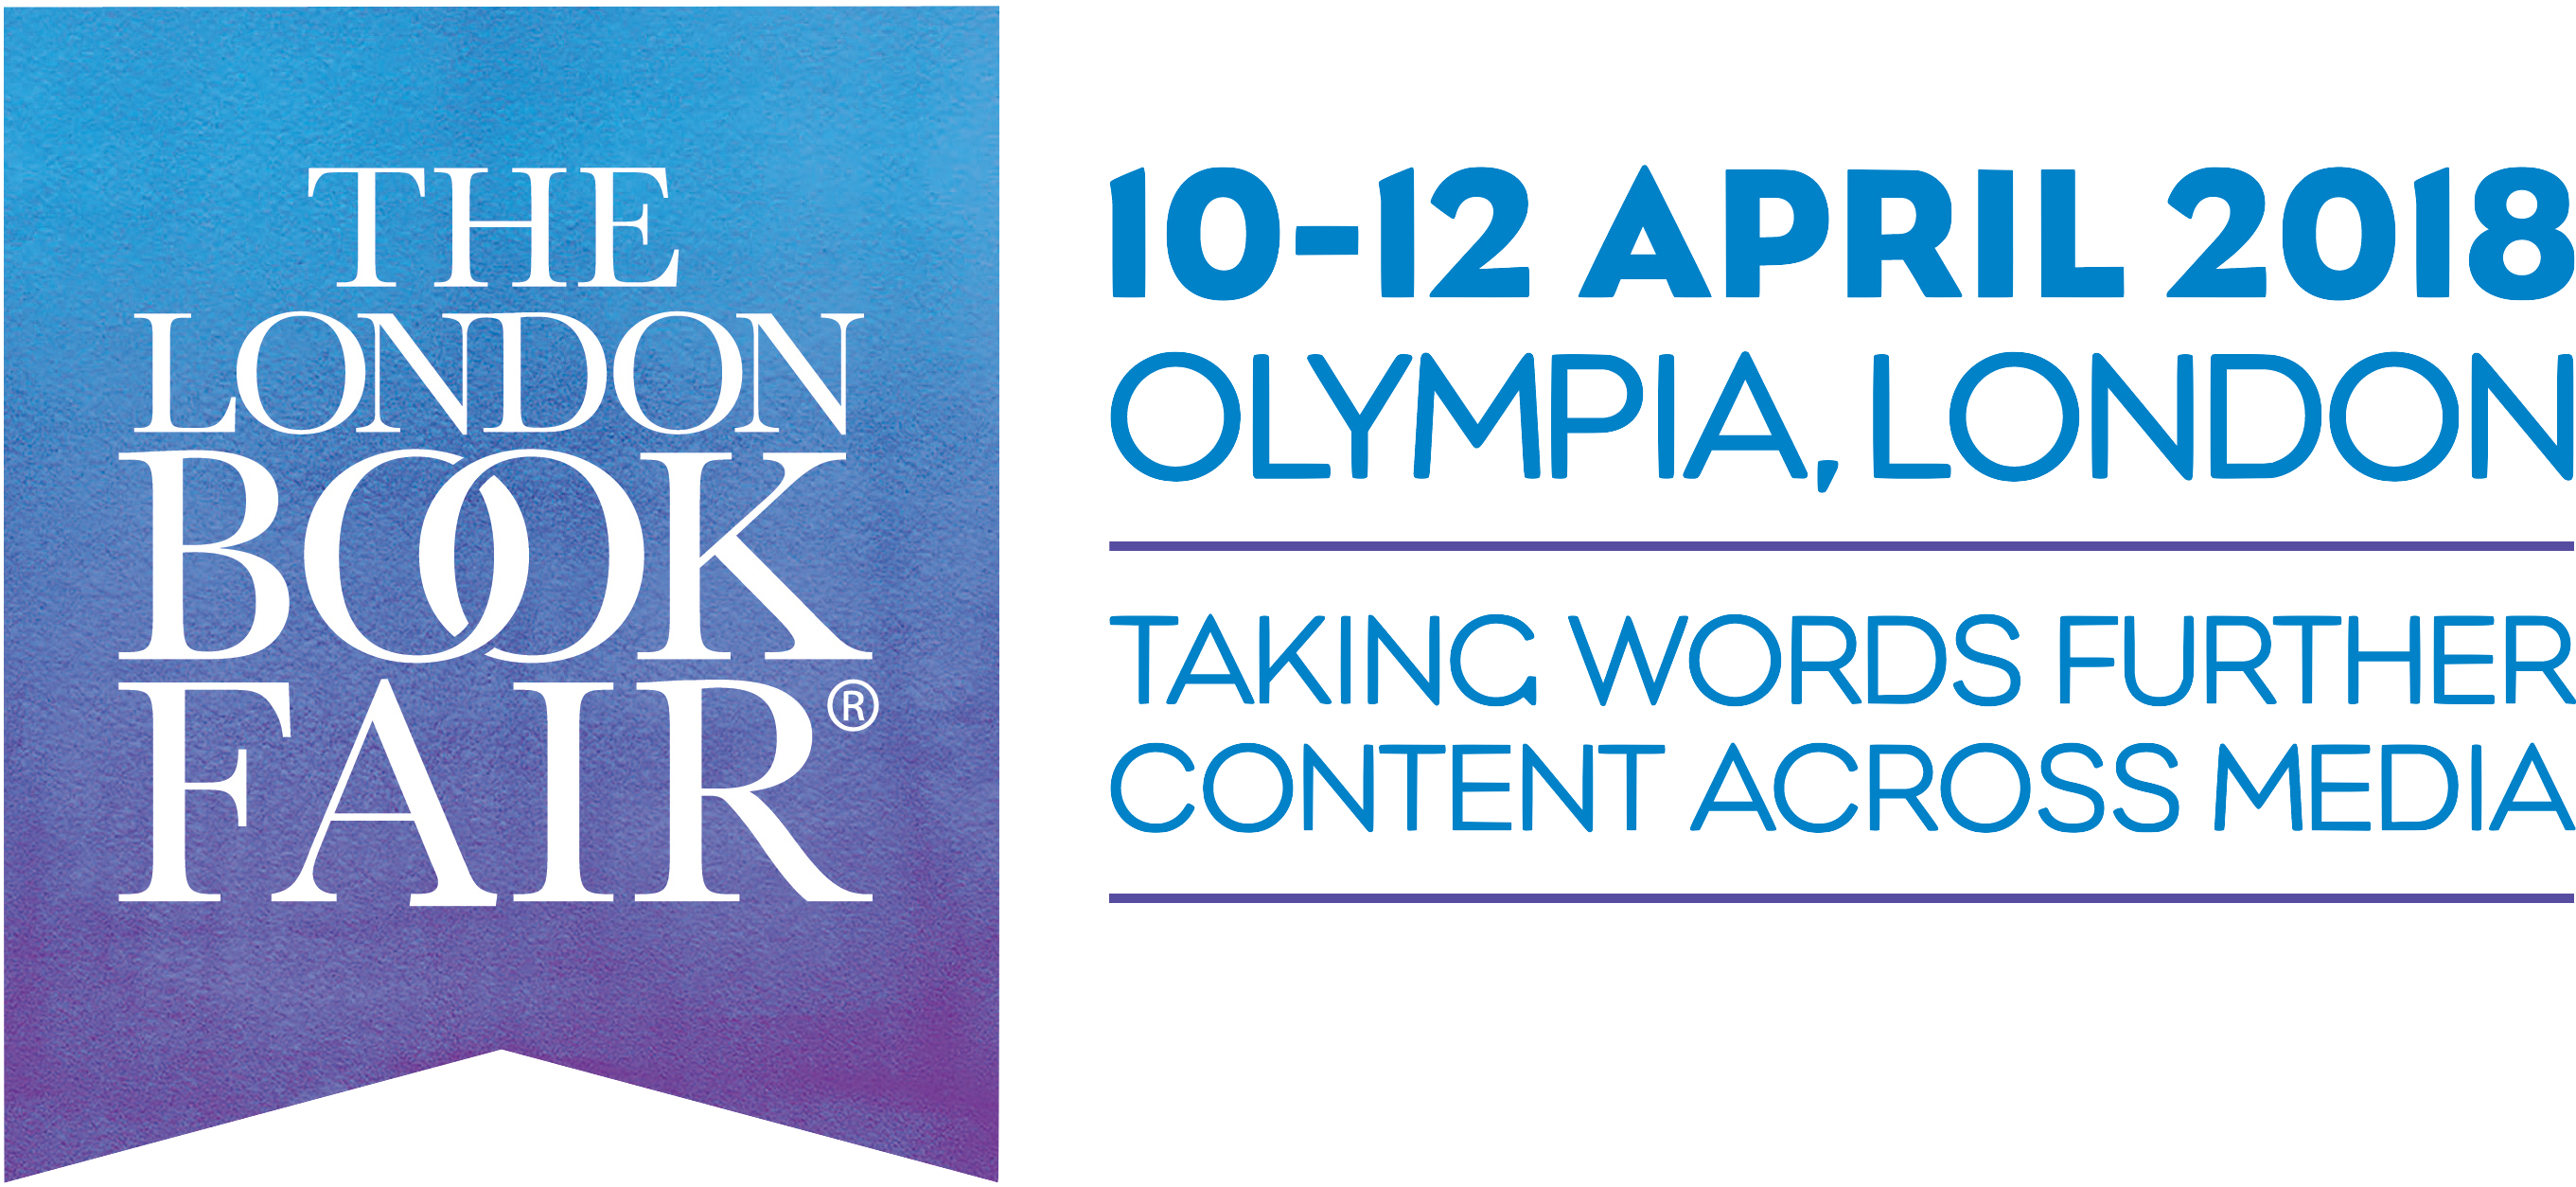 THE
LONDON
BOOK
FAIR®
10-12 APRIL 2018
OLYMPIA, LONDON
TAKING WORDS FURTHER
CONTENT ACROSS MEDIA